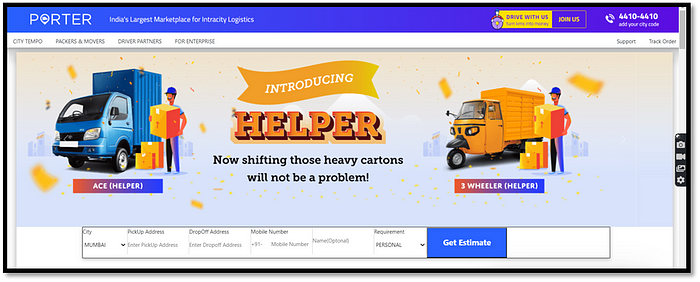 PORTER
India's Largest Marketplace for Intracity Logistics
DRIVE WITH US
turn kms into money
JOIN US
4410-4410
add your city code
CITY TEMPO PACKERS & MOVERS DRIVER PARTNERS FOR ENTERPRISE Support Track Order
INTRODUCING
HELPER
Now shifting those heavy cartons
will not be a problem!
ACE (HELPER)
3 WHEELER (HELPER)
City PickUp Address DropOff Address Mobile Number Requirement
MUMBAI Enter PickUp Address Enter Dropoff Address +91- Mobile Number Name(Optonal) PERSONAL
Get Estimate